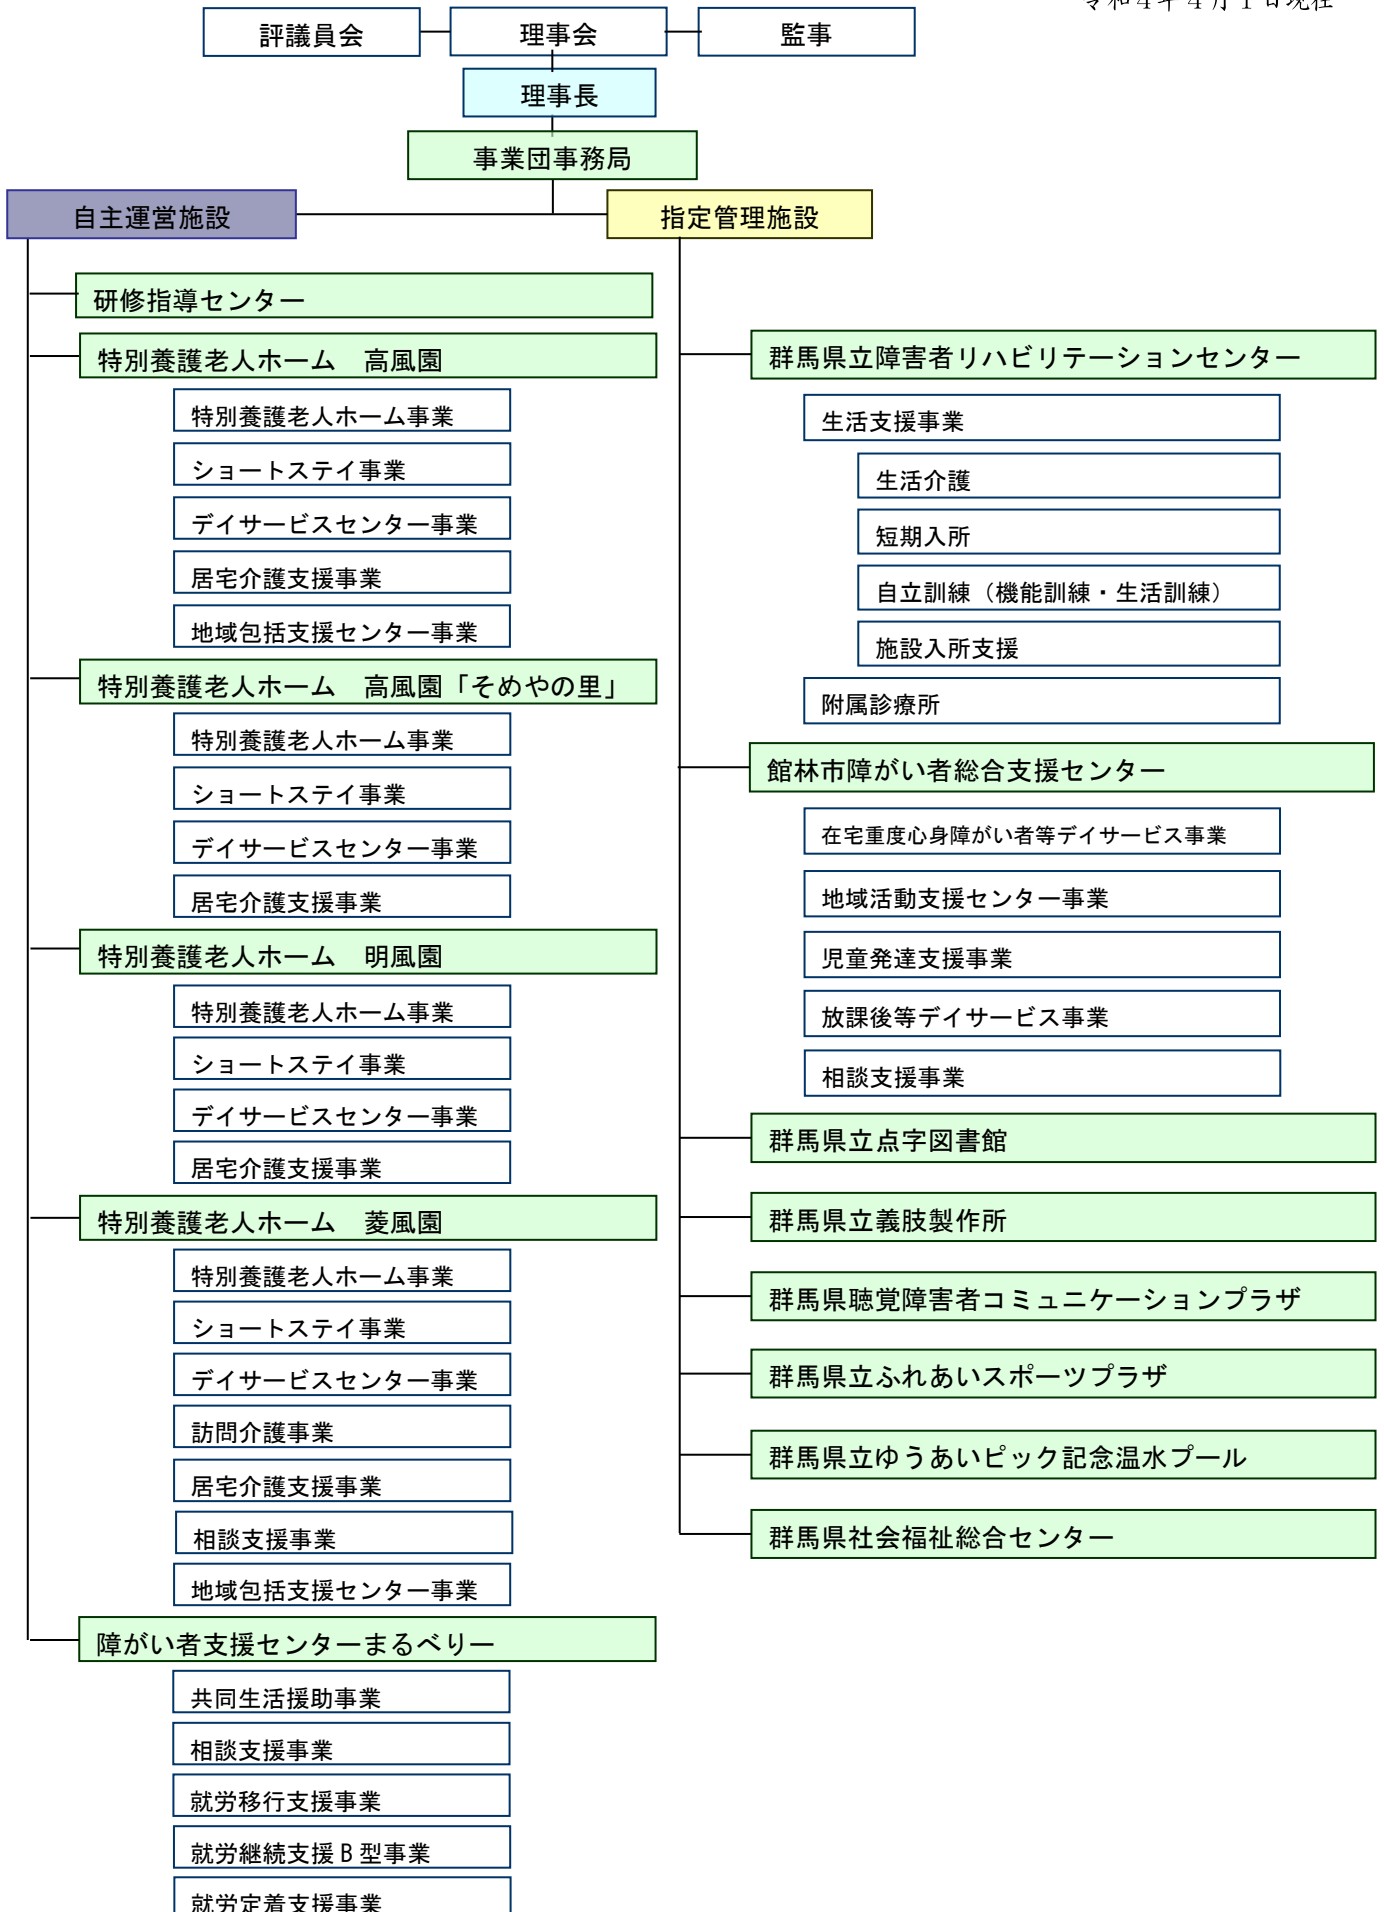 令和4年4月1日現在
評議員会
理事会
監事
理事長
事業団事務局
自主運営施設
指定管理施設
研修指導センター
特別養護老人ホーム　高風園
特別養護老人ホーム事業
ショートステイ事業
デイサービスセンター事業
居宅介護支援事業
地域包括支援センター事業
特別養護老人ホーム　高風園「そめやの里」
特別養護老人ホーム事業
ショートステイ事業
デイサービスセンター事業
居宅介護支援事業
特別養護老人ホーム　明風園
特別養護老人ホーム事業
ショートステイ事業
デイサービスセンター事業
居宅介護支援事業
特別養護老人ホーム　菱風園
特別養護老人ホーム事業
ショートステイ事業
デイサービスセンター事業
訪問介護事業
居宅介護支援事業
相談支援事業
地域包括支援センター事業
障がい者支援センターまるべりー
共同生活援助事業
相談支援事業
就労移行支援事業
就労継続支援B型事業
就労定着支援事業
群馬県立障害者リハビリテーションセンター
生活支援事業
生活介護
短期入所
自立訓練（機能訓練・生活訓練）
施設入所支援
附属診療所
館林市障がい者総合支援センター
在宅重度心身障がい者等デイサービス事業
地域活動支援センター事業
児童発達支援事業
放課後等デイサービス事業
相談支援事業
群馬県立点字図書館
群馬県立義肢製作所
群馬県聴覚障害者コミュニケーションプラザ
群馬県立ふれあいスポーツプラザ
群馬県立ゆうあいピック記念温水プール
群馬県社会福祉総合センター